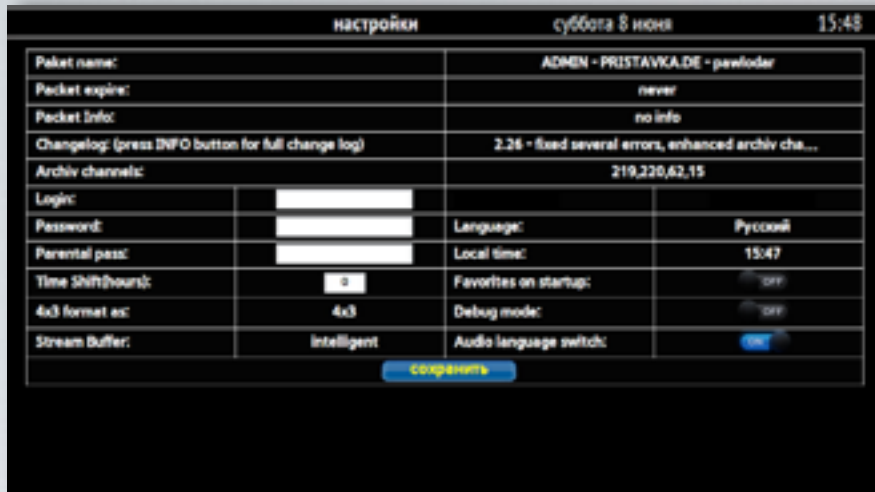 настройки суббота 8 июня 15:48
Paket name: ADMIN - PRISTAVKA.DE - pawlodar
Packet expire: never
Packet Info: no info
Changelog: (press INFO button for full change log) 2.26 - fixed several errors, enhanced archiv cha...
Archiv channels: 219,220,62,15
Login:
Password: Language: Русский
Parental pass: Local time: 15:47
Time Shift(hours): 0 Favorites on startup: OFF
4x3 format as: 4x3 Debug mode: OFF
Stream Buffer: intelligent Audio language switch: ON
сохранить